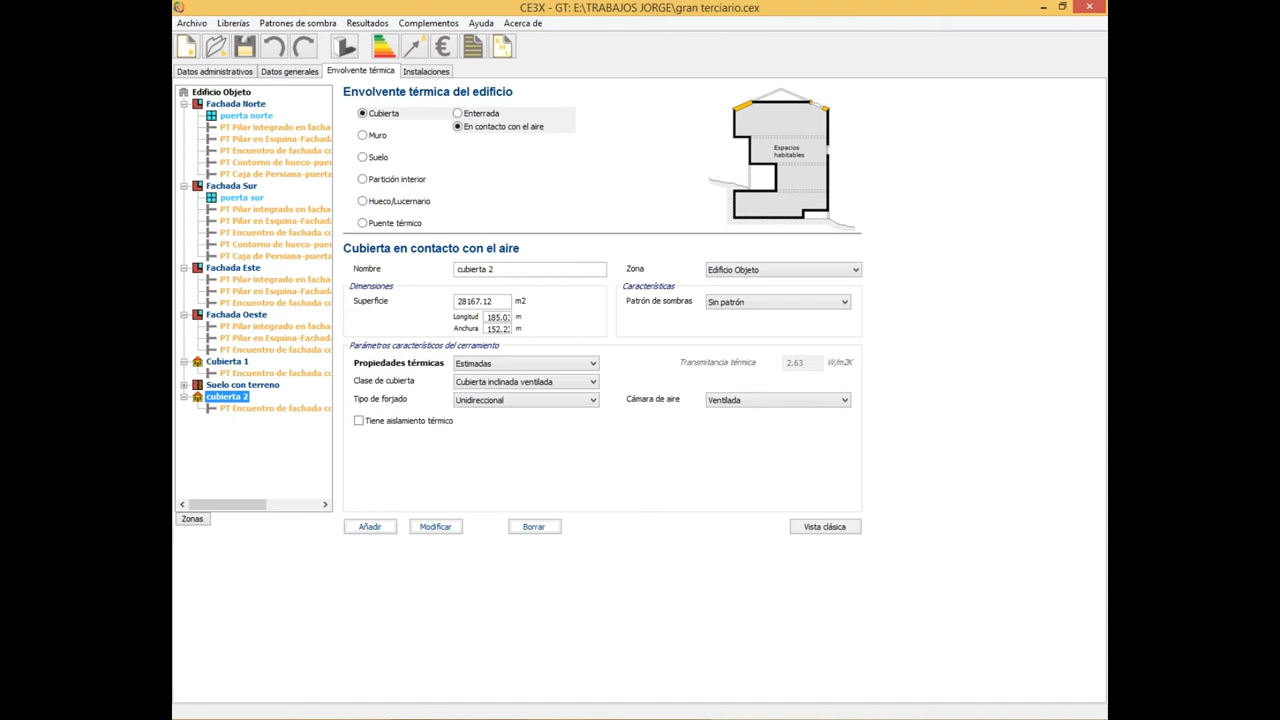 CE3X - GT: E:\TRABAJOS JORGE\gran terciario.cex
Archivo Librerías Patrones de sombra Resultados Complementos Ayuda Acerca de
Datos administrativos Datos generales Envolvente térmica Instalaciones
Edificio Objeto
Fachada Norte
puerta norte
PT Pilar integrado en facha
PT Pilar en Esquina-Fachad
PT Encuentro de fachada co
PT Contorno de hueco-puer
PT Caja de Persiana-puerta
Fachada Sur
puerta sur
PT Pilar integrado en facha
PT Pilar en Esquina-Fachad
PT Encuentro de fachada co
PT Contorno de hueco-puer
PT Caja de Persiana-puerta
Fachada Este
PT Pilar integrado en facha
PT Pilar en Esquina-Fachad
PT Encuentro de fachada co
Fachada Oeste
PT Pilar integrado en facha
PT Pilar en Esquina-Fachad
PT Encuentro de fachada co
Cubierta 1
PT Encuentro de fachada co
Suelo con terreno
cubierta 2
PT Encuentro de fachada co
Zonas
Envolvente térmica del edificio
Cubierta Enterrada
En contacto con el aire
Muro
Suelo
Partición interior
Hueco/Lucernario
Puente térmico
Espacios
habitables
Cubierta en contacto con el aire
Nombre cubierta 2 Zona Edificio Objeto
Dimensiones Características
Superficie 28167.12 m2 Patrón de sombras Sin patrón
Longitud m
Anchura m
Parámetros característicos del cerramiento
Propiedades térmicas Estimadas Transmitancia térmica 2.63 W/m2K
Clase de cubierta Cubierta inclinada ventilada
Tipo de forjado Unidireccional Cámara de aire Ventilada
Tiene aislamiento térmico
Añadir Modificar Borrar Vista clásica